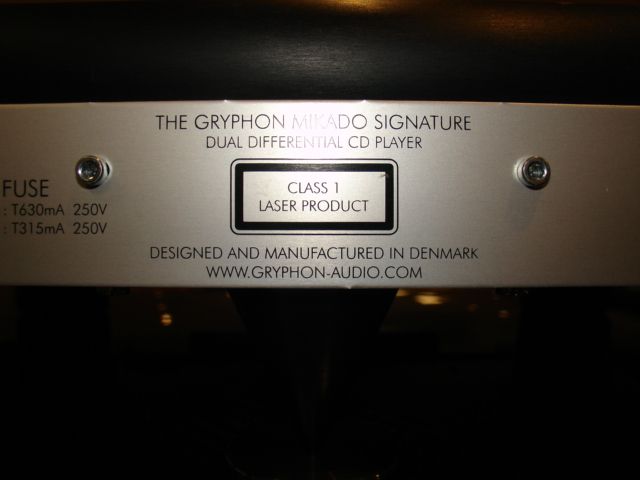 THE GRYPHON MIKADO SIGNATURE
DUAL DIFFERENTIAL CD PLAYER
CLASS 1
LASER PRODUCT
FUSE
: T630mA 250V
: T315mA 250V
DESIGNED AND MANUFACTURED IN DENMARK
WWW.GRYPHON-AUDIO.COM